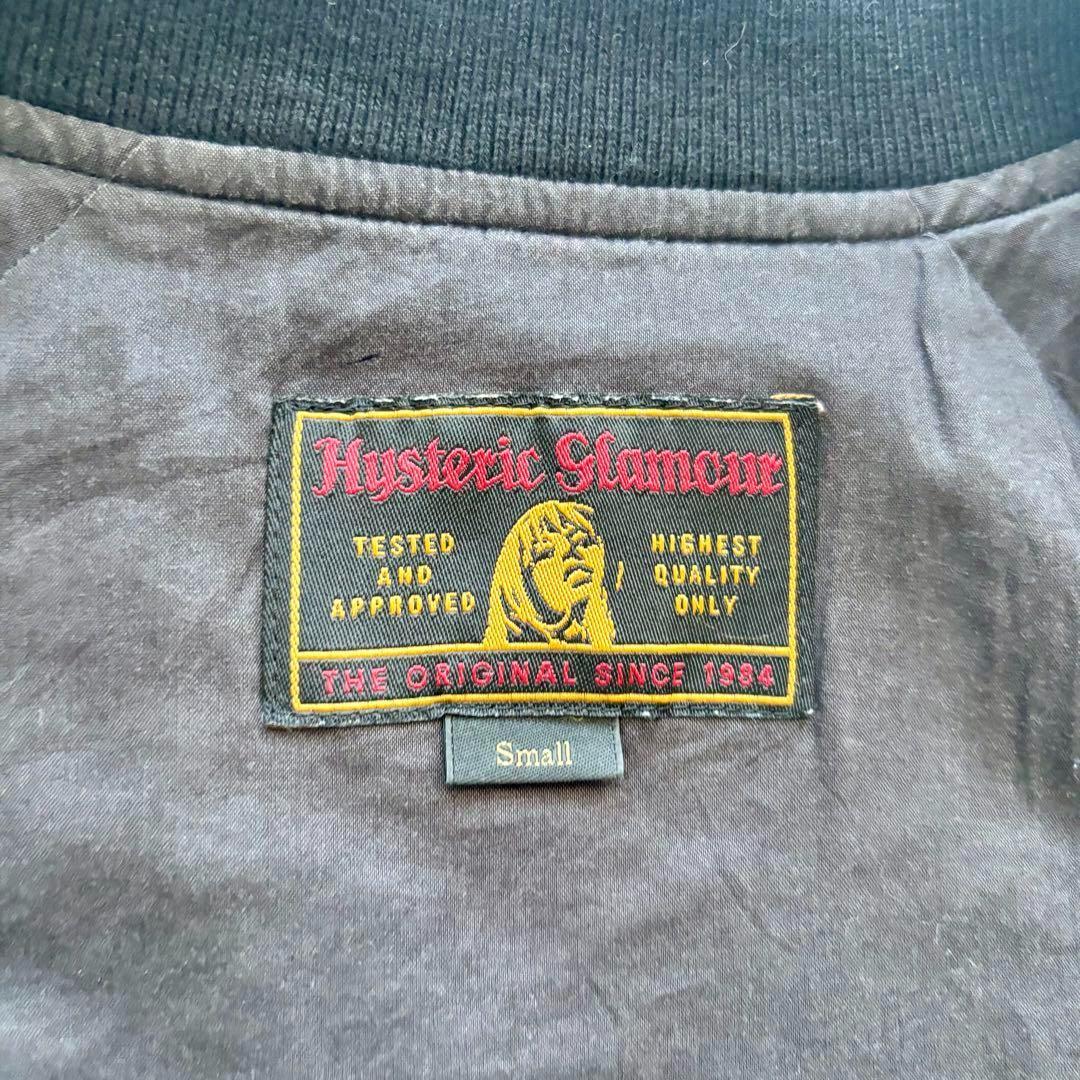 Hysteric Glamour
TESTED
AND
APPROVED
HIGHEST
QUALITY
ONLY
THE ORIGINAL SINCE 1984
Small